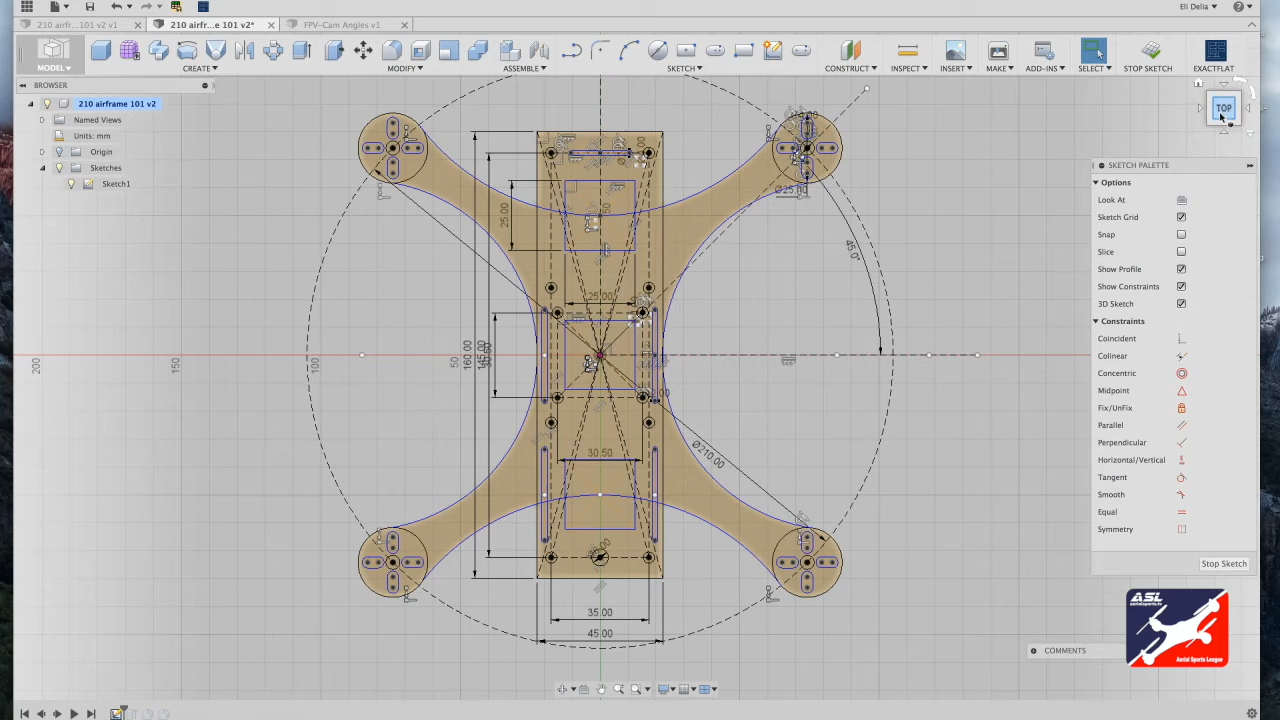 Eli Delia
210 airfr...101 v2 v1
210 airfr...e 101 v2*
FPV-Cam Angles v1
MODEL
CREATE
MODIFY
ASSEMBLE
SKETCH
CONSTRUCT
INSPECT
INSERT
MAKE
ADD-INS
SELECT
STOP SKETCH
EXACTFLAT
BROWSER
210 airframe 101 v2
Named Views
Units: mm
Origin
Sketches
Sketch1
TOP
SKETCH PALETTE
Options
Look At
Sketch Grid
Snap
Slice
Show Profile
Show Constraints
3D Sketch
Constraints
Coincident
Colinear
Concentric
Midpoint
Fix/UnFix
Parallel
Perpendicular
Horizontal/Vertical
Tangent
Smooth
Equal
Symmetry
Stop Sketch
25.00
25.00
45.0°
160.00
200
150
100
50
30.50
Ø210.00
35.00
45.00
ASL
aerialsports.tv
Aerial Sports League
COMMENTS